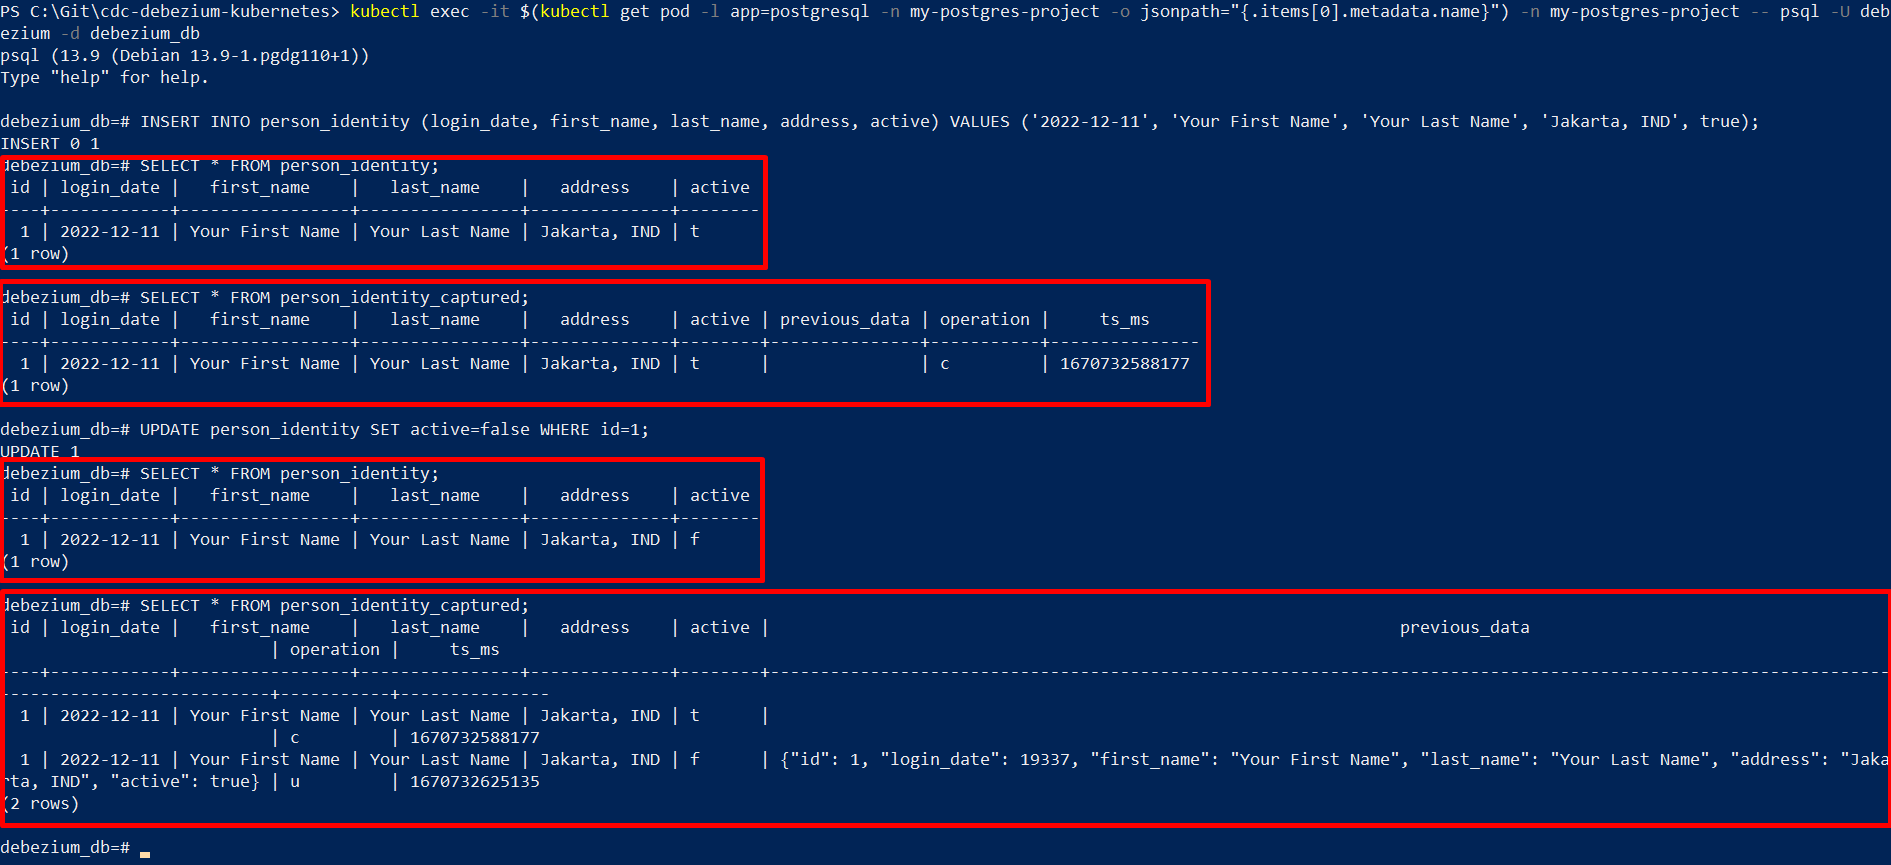 PS C:\Git\cdc-debezium-kubernetes> kubectl exec -it $(kubectl get pod -l app=postgresql -n my-postgres-project -o jsonpath="{.items[0].metadata.name}") -n my-postgres-project -- psql -U deb
ezium -d debezium_db
psql (13.9 (Debian 13.9-1.pgdg110+1))
Type "help" for help.
debezium_db=# INSERT INTO person_identity (login_date, first_name, last_name, address, active) VALUES ('2022-12-11', 'Your First Name', 'Your Last Name', 'Jakarta, IND', true);
INSERT 0 1
debezium_db=# SELECT * FROM person_identity;
 id | login_date |   first_name    |   last_name    |   address    | active
----+------------+-----------------+----------------+--------------+--------
  1 | 2022-12-11 | Your First Name | Your Last Name | Jakarta, IND | t
(1 row)
debezium_db=# SELECT * FROM person_identity_captured;
 id | login_date |   first_name    |   last_name    |   address    | active | previous_data | operation |     ts_ms
----+------------+-----------------+----------------+--------------+--------+---------------+-----------+---------------
  1 | 2022-12-11 | Your First Name | Your Last Name | Jakarta, IND | t      |               | c         | 1670732588177
(1 row)
debezium_db=# UPDATE person_identity SET active=false WHERE id=1;
UPDATE 1
debezium_db=# SELECT * FROM person_identity;
 id | login_date |   first_name    |   last_name    |   address    | active
----+------------+-----------------+----------------+--------------+--------
  1 | 2022-12-11 | Your First Name | Your Last Name | Jakarta, IND | f
(1 row)
debezium_db=# SELECT * FROM person_identity_captured;
 id | login_date |   first_name    |   last_name    |   address    | active |                                                               previous_data
                           | operation |     ts_ms
----+------------+-----------------+----------------+--------------+--------+----------------------------------------------------------------------------------------------------------------
---------------------------+-----------+---------------
  1 | 2022-12-11 | Your First Name | Your Last Name | Jakarta, IND | t      |
                           | c         | 1670732588177
  1 | 2022-12-11 | Your First Name | Your Last Name | Jakarta, IND | f      | {"id": 1, "login_date": 19337, "first_name": "Your First Name", "last_name": "Your Last Name", "address": "Jaka
rta, IND", "active": true} | u         | 1670732625135
(2 rows)
debezium_db=#